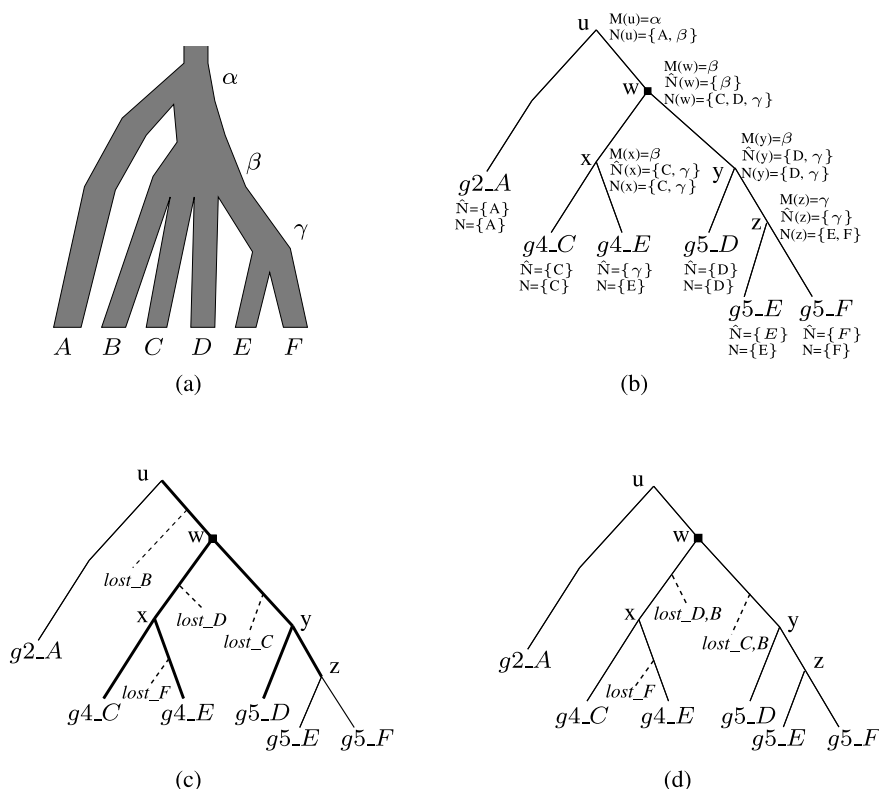 α
β
γ
A B C D E F
(a)
u
M(u)=α
N(u)={A, β}
w
M(w)=β
N̂(w)={β}
N(w)={C, D, γ}
x
M(x)=β
N̂(x)={C, γ}
N(x)={C, γ}
y
M(y)=β
N̂(y)={D, γ}
N(y)={D, γ}
g2_A
N̂={A}
N={A}
z
M(z)=γ
N̂(z)={γ}
N(z)={E, F}
g4_C g4_E g5_D
N̂={C} N̂={γ} N̂={D}
N={C} N={E} N={D}
g5_E g5_F
N̂={E} N̂={F}
N={E} N={F}
(b)
u
w
lost_B
x
lost_D
lost_C
y
g2_A
lost_F
z
g4_C g4_E g5_D
g5_E g5_F
(c)
u
w
x
lost_D,B
lost_C,B
y
g2_A
lost_F
z
g4_C g4_E g5_D
g5_E g5_F
(d)